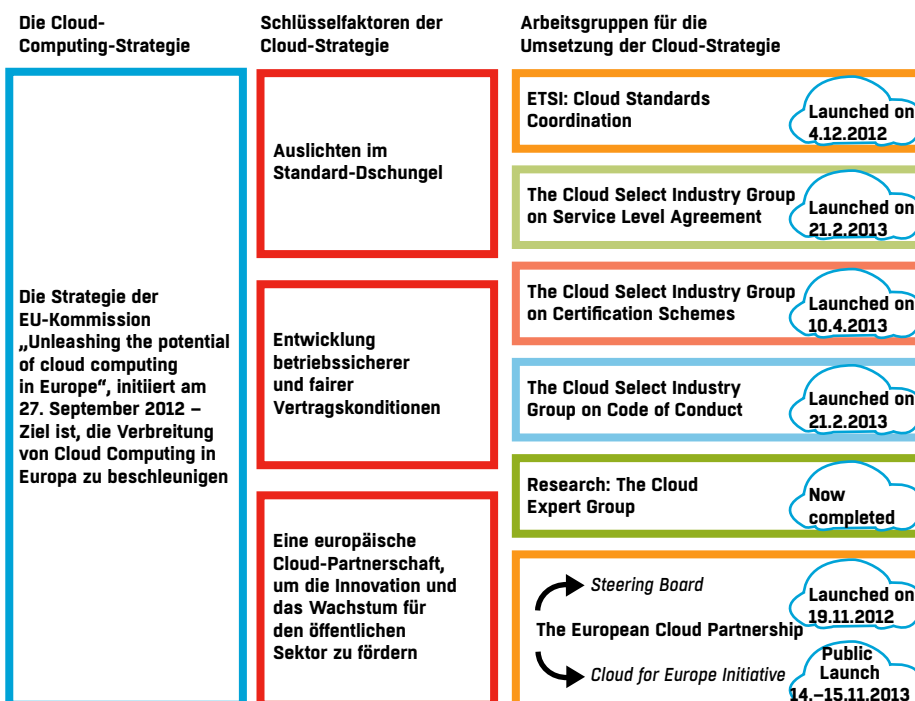 Die Cloud-
Computing-Strategie
Schlüsselfaktoren der
Cloud-Strategie
Arbeitsgruppen für die
Umsetzung der Cloud-Strategie
Die Strategie der
EU-Kommission
„Unleashing the potential
of cloud computing
in Europe“, initiiert am
27. September 2012 –
Ziel ist, die Verbreitung
von Cloud Computing in
Europa zu beschleunigen
Auslichten im
Standard-Dschungel
Entwicklung
betriebssicherer
und fairer
Vertragskonditionen
Eine europäische
Cloud-Partnerschaft,
um die Innovation und
das Wachstum für
den öffentlichen
Sektor zu fördern
ETSI: Cloud Standards
Coordination
Launched on
4.12.2012
The Cloud Select Industry Group
on Service Level Agreement
Launched on
21.2.2013
The Cloud Select Industry Group
on Certification Schemes
Launched on
10.4.2013
The Cloud Select Industry
Group on Code of Conduct
Launched on
21.2.2013
Research: The Cloud
Expert Group
Now
completed
Steering Board
The European Cloud Partnership
Cloud for Europe Initiative
Launched on
19.11.2012
Public
Launch
14.–15.11.2013